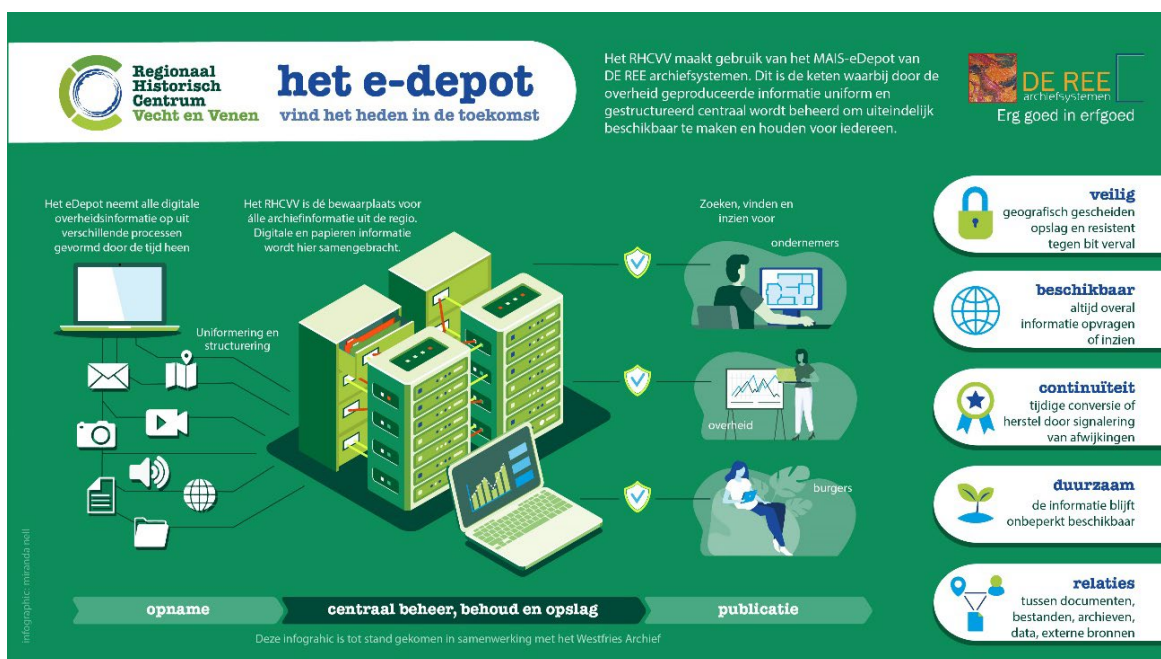 Regionaal
Historisch
Centrum
Vecht en Venen
het e-depot
vind het heden in de toekomst
Het RHCVV maakt gebruik van het MAIS-eDepot van
DE REE archiefsystemen. Dit is de keten waarbij door de
overheid geproduceerde informatie uniform en
gestructureerd centraal wordt beheerd om uiteindelijk
beschikbaar te maken en houden voor iedereen.
DE REE
archiefsystemen
Erg goed in erfgoed
Het eDepot neemt alle digitale
overheidsinformatie op uit
verschillende processen
gevormd door de tijd heen
Het RHCVV is dé bewaarplaats voor
álle archiefinformatie uit de regio.
Digitale en papieren informatie
wordt hier samengebracht.
Uniformering en
structurering
Zoeken, vinden en
inzien voor
ondernemers
overheid
burgers
veilig
geografisch gescheiden
opslag en resistent
tegen bit verval
beschikbaar
altijd overal
informatie opvragen
of inzien
continuïteit
tijdige conversie of
herstel door signalering
van afwijkingen
duurzaam
de informatie blijft
onbeperkt beschikbaar
relaties
tussen documenten,
bestanden, archieven,
data, externe bronnen
opname
centraal beheer, behoud en opslag
publicatie
Deze infograhic is tot stand gekomen in samenwerking met het Westfries Archief
infographic: miranda nell